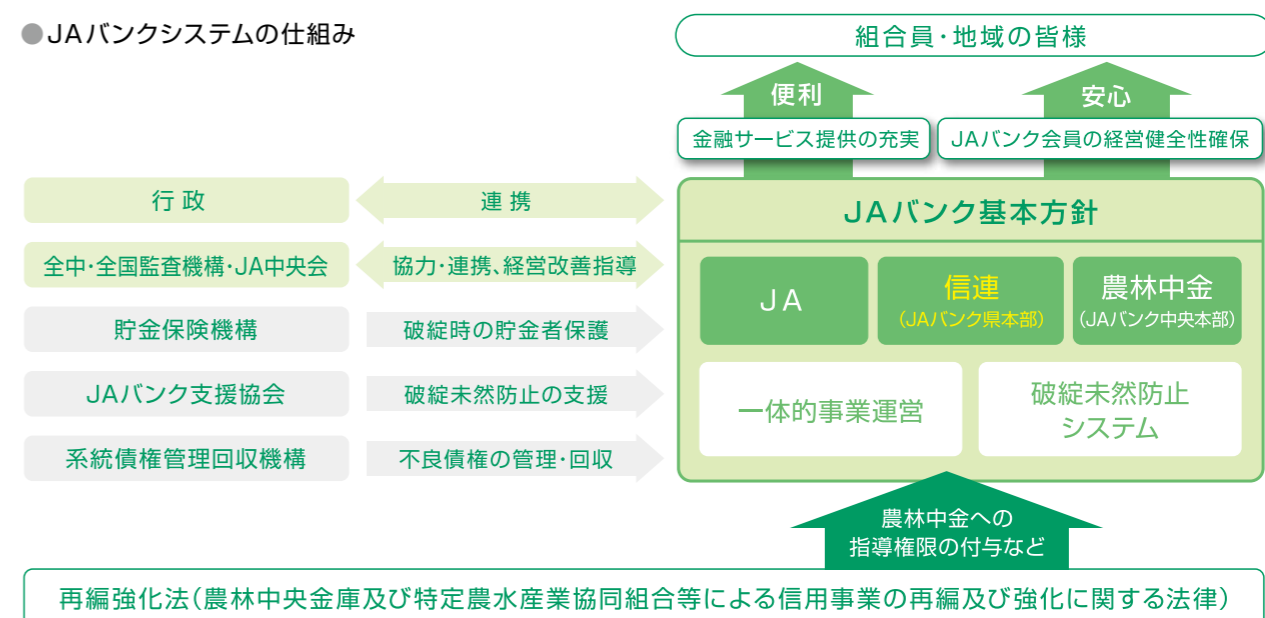 ●JAバンクシステムの仕組み
組合員・地域の皆様
便利
安心
金融サービス提供の充実
JAバンク会員の経営健全性確保
行政
連携
全中・全国監査機構・JA中央会
協力・連携、経営改善指導
貯金保険機構
破綻時の貯金者保護
JAバンク支援協会
破綻未然防止の支援
系統債権管理回収機構
不良債権の管理・回収
JAバンク基本方針
JA
信連
(JAバンク県本部)
農林中金
(JAバンク中央本部)
一体的事業運営
破綻未然防止
システム
農林中金への
指導権限の付与など
再編強化法(農林中央金庫及び特定農水産業協同組合等による信用事業の再編及び強化に関する法律)